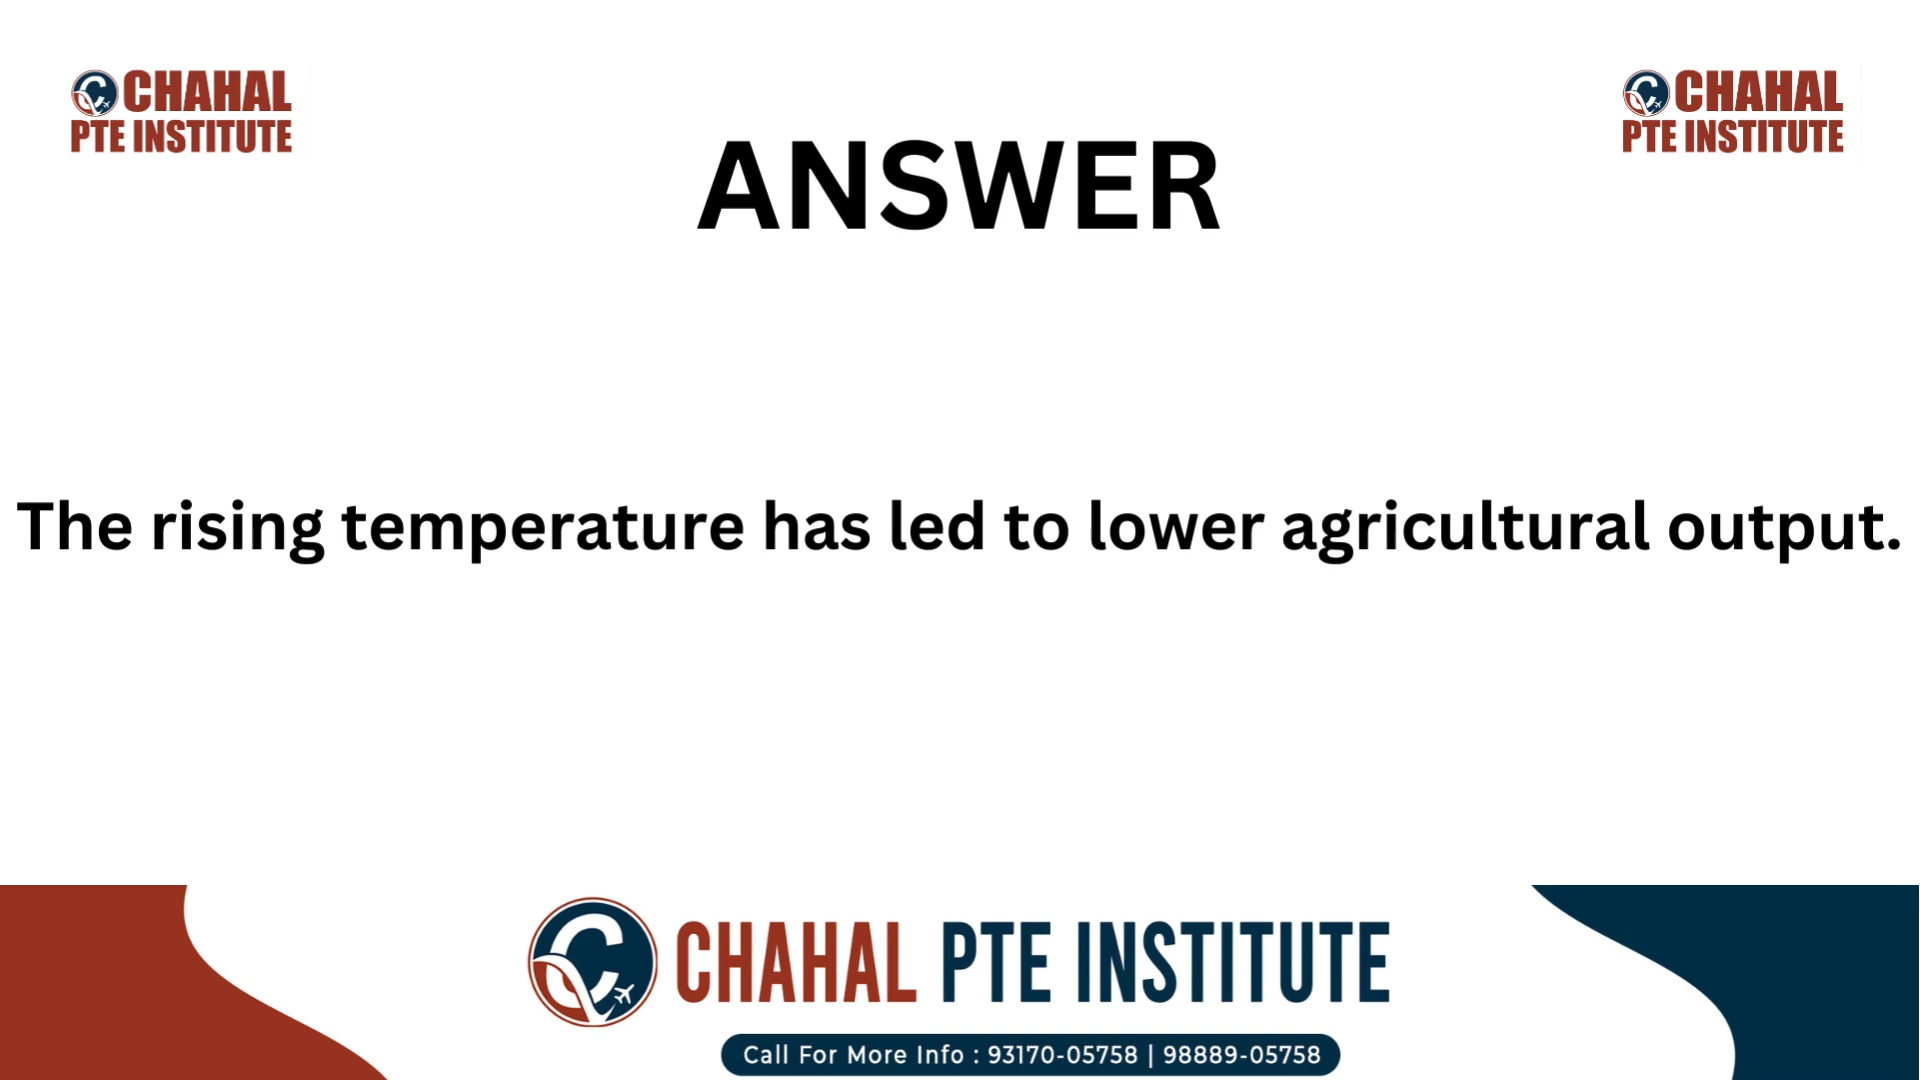 CHAHAL
PTE INSTITUTE
CHAHAL
PTE INSTITUTE
ANSWER
The rising temperature has led to lower agricultural output.
CHAHAL PTE INSTITUTE
Call For More Info : 93170-05758 | 98889-05758